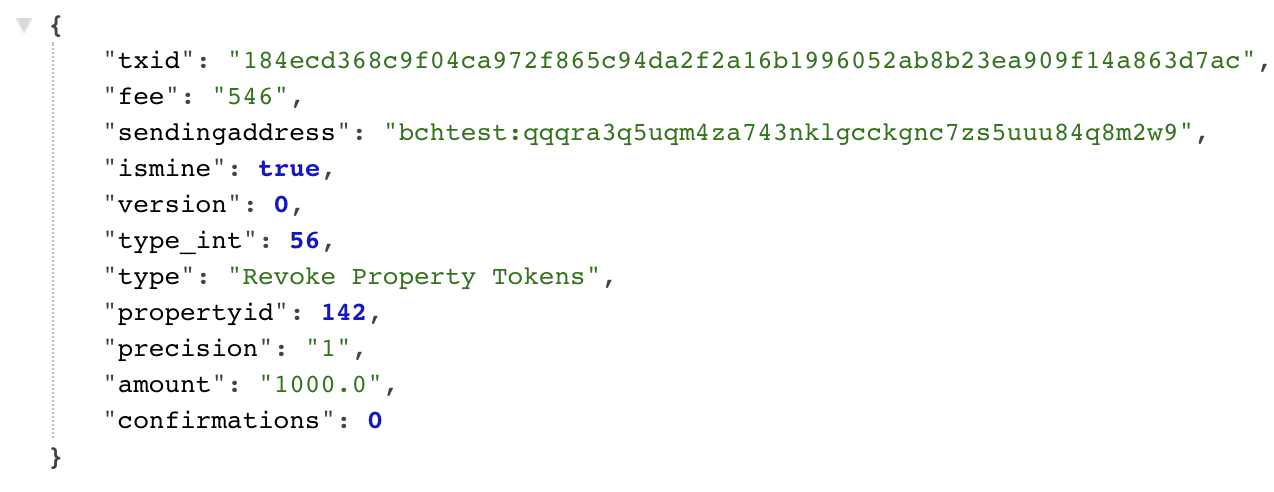 {
"txid": "184ecd368c9f04ca972f865c94da2f2a16b1996052ab8b23ea909f14a863d7ac",
"fee": "546",
"sendingaddress": "bchtest:qqqra3q5uqm4za743nklgcckgnc7zs5uuu84q8m2w9",
"ismine": true,
"version": 0,
"type_int": 56,
"type": "Revoke Property Tokens",
"propertyid": 142,
"precision": "1",
"amount": "1000.0",
"confirmations": 0
}